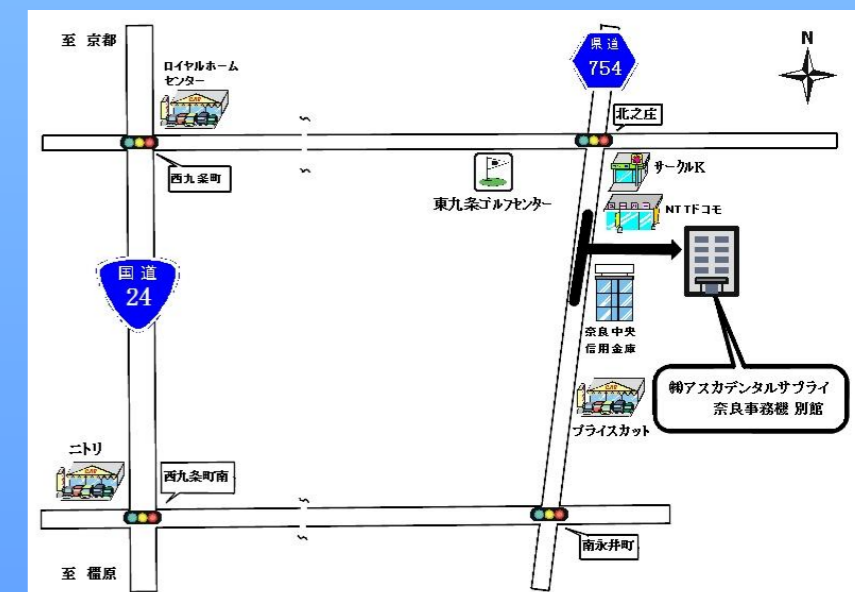 至 京都
県道
754
N
ロイヤルホーム
センター
北之庄
西九条町
サークルK
東九条ゴルフセンター
NTTドコモ
国道
24
奈良中央
信用金庫
㈱アスカデンタルサプライ
奈良事務機 別館
プライスカット
ニトリ
西九条町南
南永井町
至 橿原